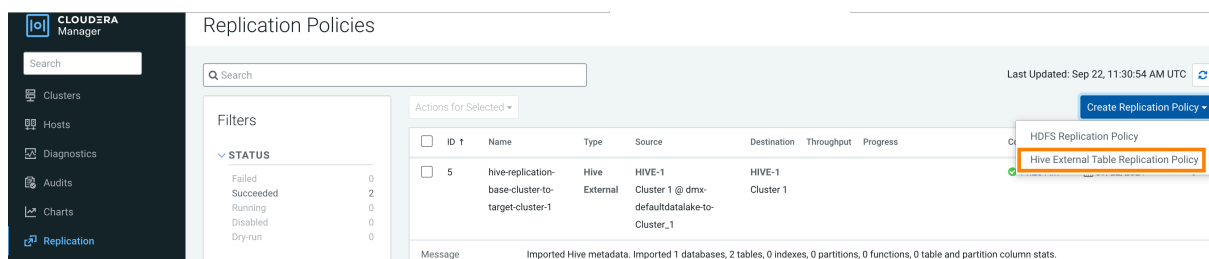 CLOUDERA
Manager
Replication Policies
Search
Clusters
Hosts
Diagnostics
Audits
Charts
Replication
Search
Last Updated: Sep 22, 11:30:54 AM UTC
Actions for Selected
Create Replication Policy
HDFS Replication Policy
Hive External Table Replication Policy
Filters
STATUS
Failed 0
Succeeded 2
Running 0
Disabled 0
Dry-run 0
ID ↑ Name Type Source Destination Throughput Progress
5 hive-replication- Hive HIVE-1 HIVE-1
base-cluster-to- External Cluster 1 @ dmx- Cluster 1
target-cluster-1 defaultdatalake-to-
Cluster_1
Message Imported Hive metadata. Imported 1 databases, 2 tables, 0 indexes, 0 partitions, 0 functions, 0 table and partition column stats.